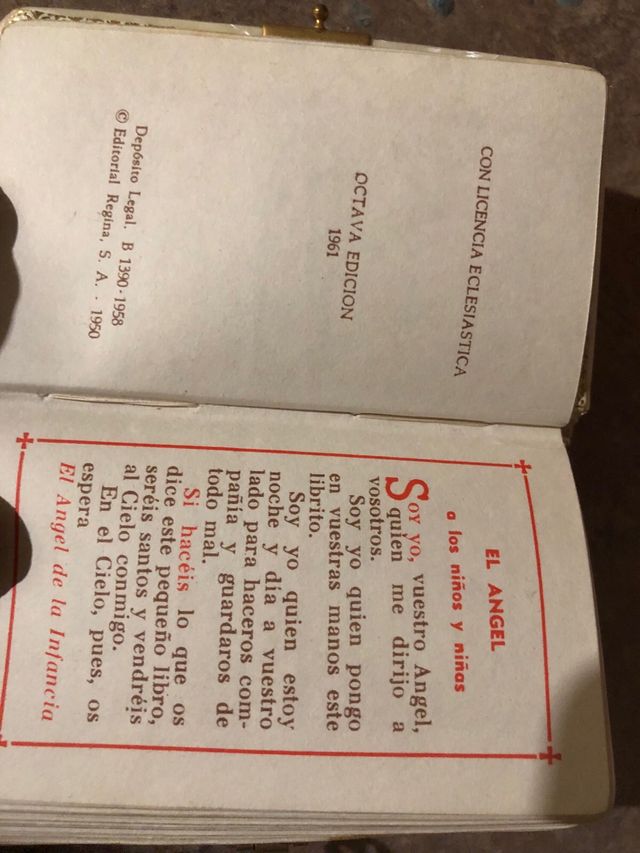 CON LICENCIA ECLESIASTICA
OCTAVA EDICION
1961
Depósito Legal. B 1390-1958
© Editorial Regina, S. A. - 1950
EL ANGEL
a los niños y niñas
Soy yo, vuestro Angel,
quien me dirijo a
vosotros.
Soy yo quien pongo
en vuestras manos este
librito.
Soy yo quien estoy
noche y día a vuestro
lado para haceros com-
pañía y guardaros de
todo mal.
Si hacéis lo que os
dice este pequeño libro,
seréis santos y vendréis
al Cielo conmigo.
En el Cielo, pues, os
espera
El Angel de la Infancia